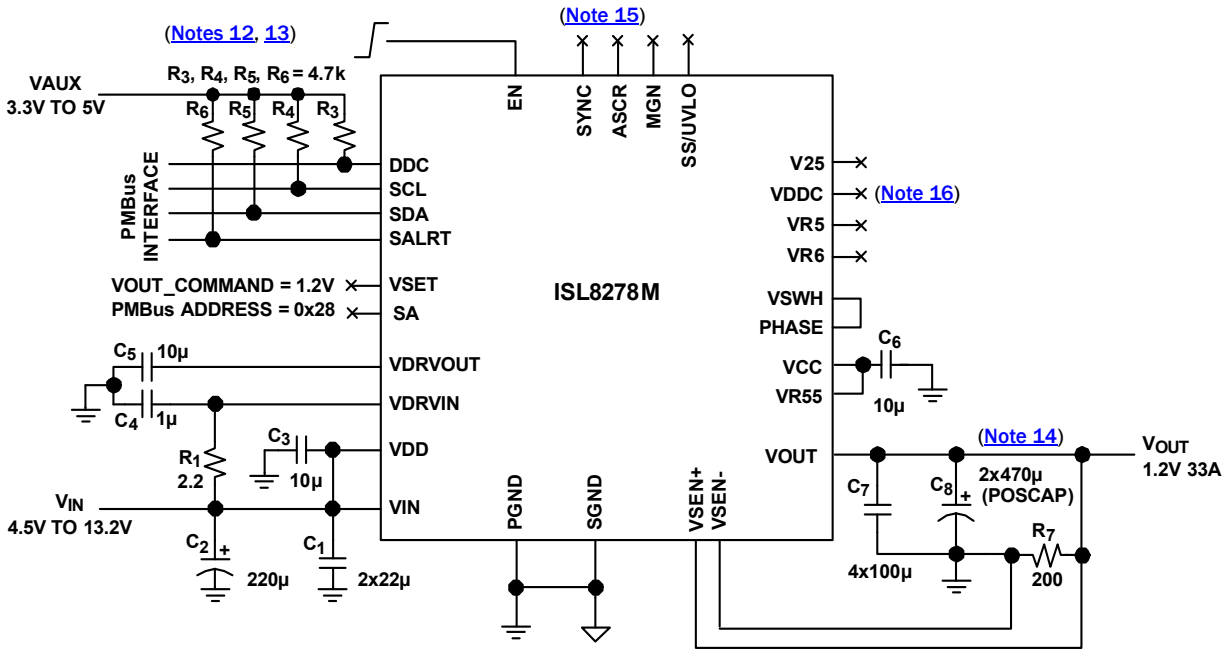 (Notes 12, 13)
(Note 15)
R3, R4, R5, R6 = 4.7k
VAUX
3.3V TO 5V
R6
R5
R4
R3
EN
SYNC
ASCR
MGN
SS/UVLO
PMBus
INTERFACE
DDC
SCL
SDA
SALRT
V25
VDDC
(Note 16)
VR5
VR6
VOUT_COMMAND = 1.2V
VSET
PMBus ADDRESS = 0x28
SA
ISL8278M
VSWH
PHASE
C5
10µ
VDRVOUT
C4
1µ
VDRVIN
VCC
VR55
C6
10µ
R1
2.2
C3
10µ
VDD
VIN
VIN
4.5V TO 13.2V
C2
+
220µ
C1
2x22µ
PGND
SGND
VSEN+
VSEN-
VOUT
(Note 14)
VOUT
1.2V 33A
C7
4x100µ
C8
+
2x470µ
(POSCAP)
R7
200